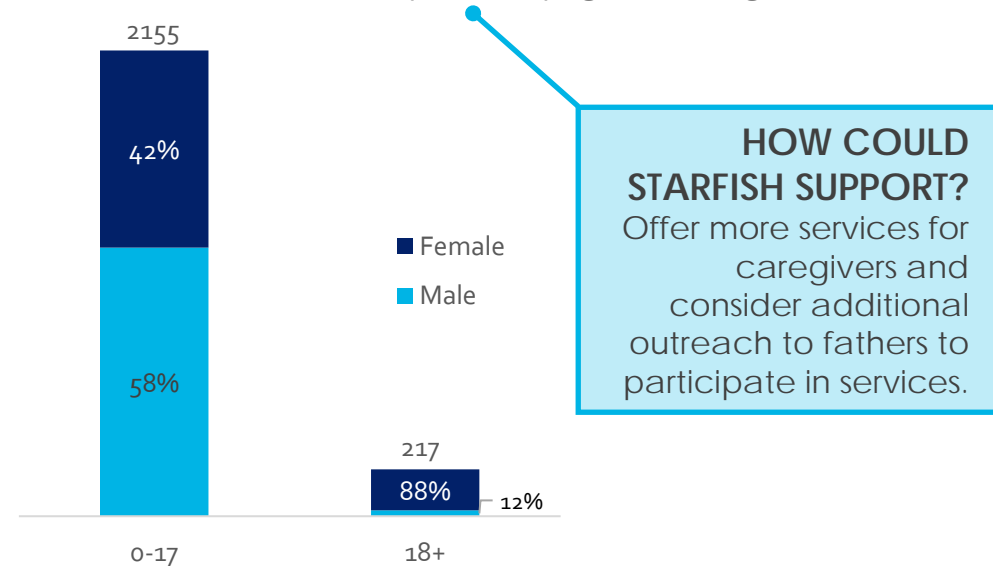 2155
42%
58%
Female
Male
217
88%
12%
0-17
18+
HOW COULD
STARFISH SUPPORT?
Offer more services for
caregivers and
consider additional
outreach to fathers to
participate in services.